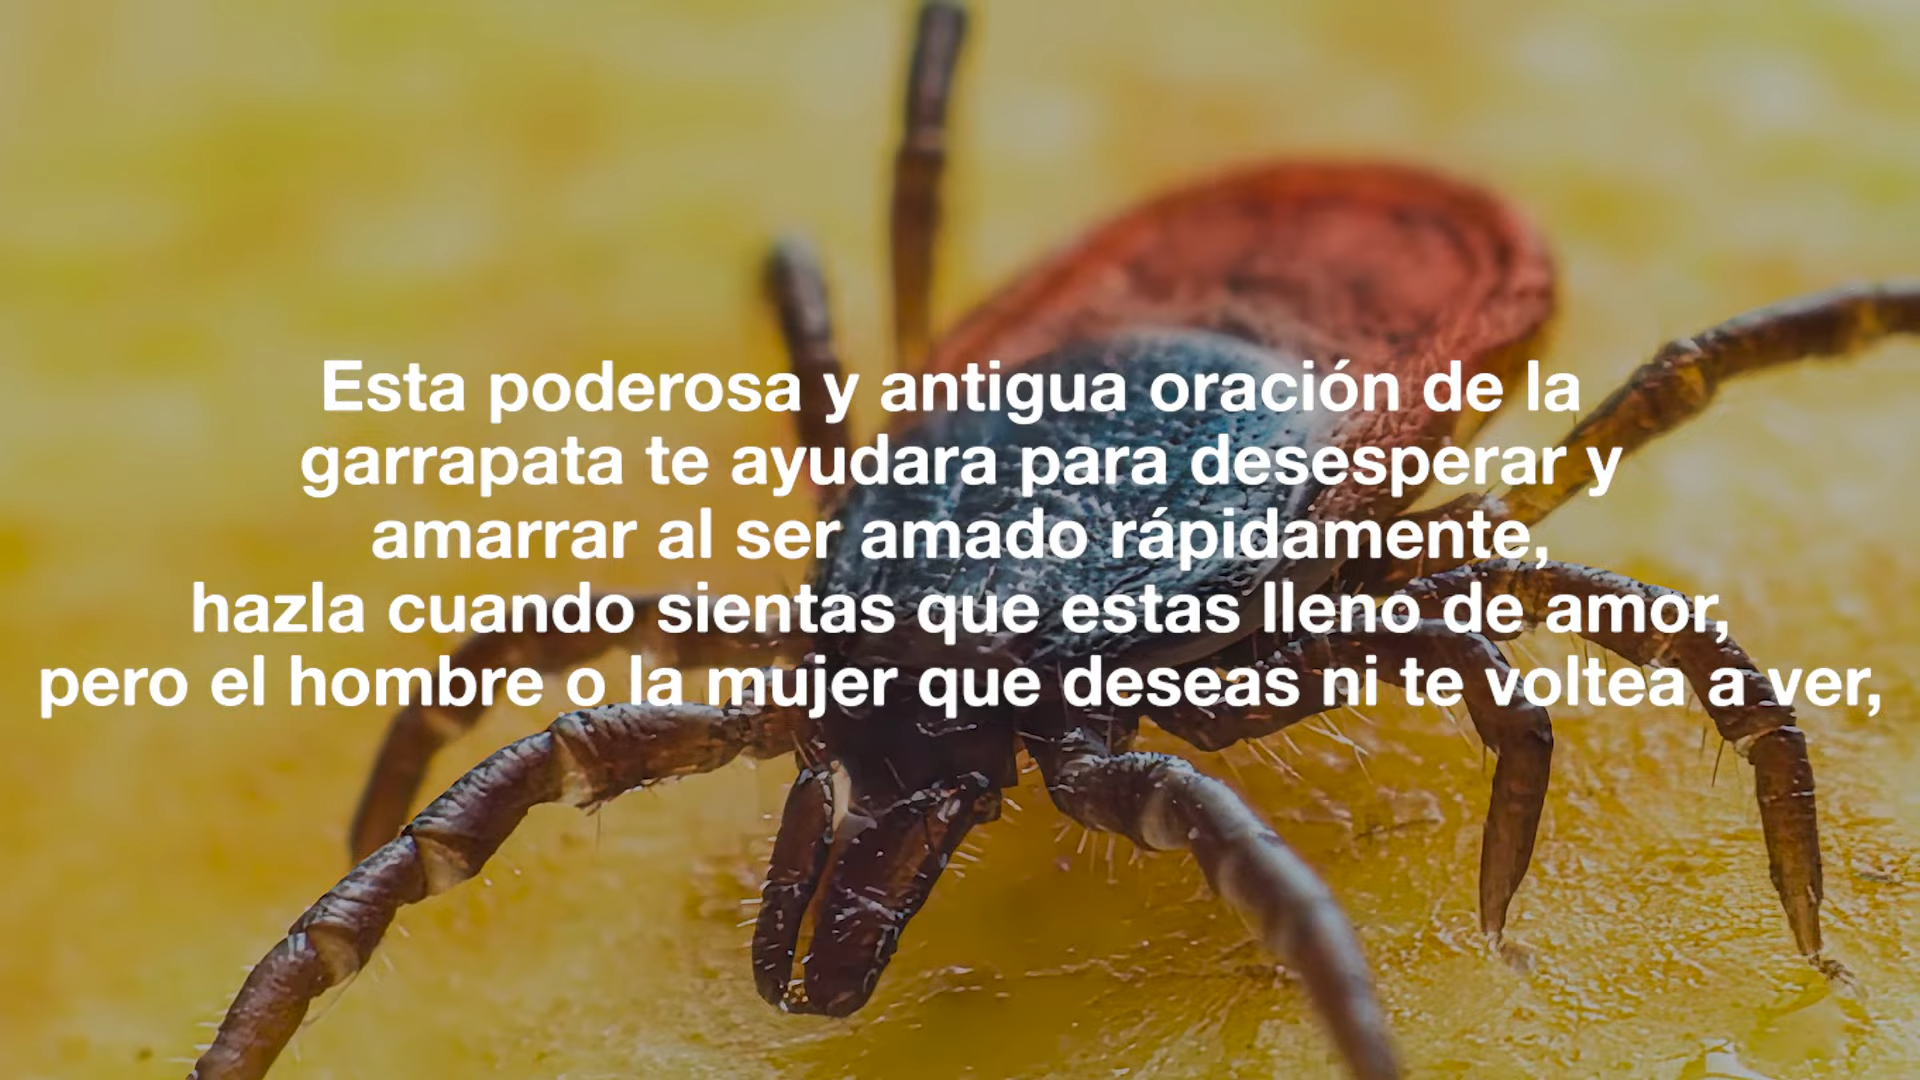 Esta poderosa y antigua oración de la
garrapata te ayudara para desesperar y
amarrar al ser amado rápidamente,
hazla cuando sientas que estas lleno de amor,
pero el hombre o la mujer que deseas ni te voltea a ver,